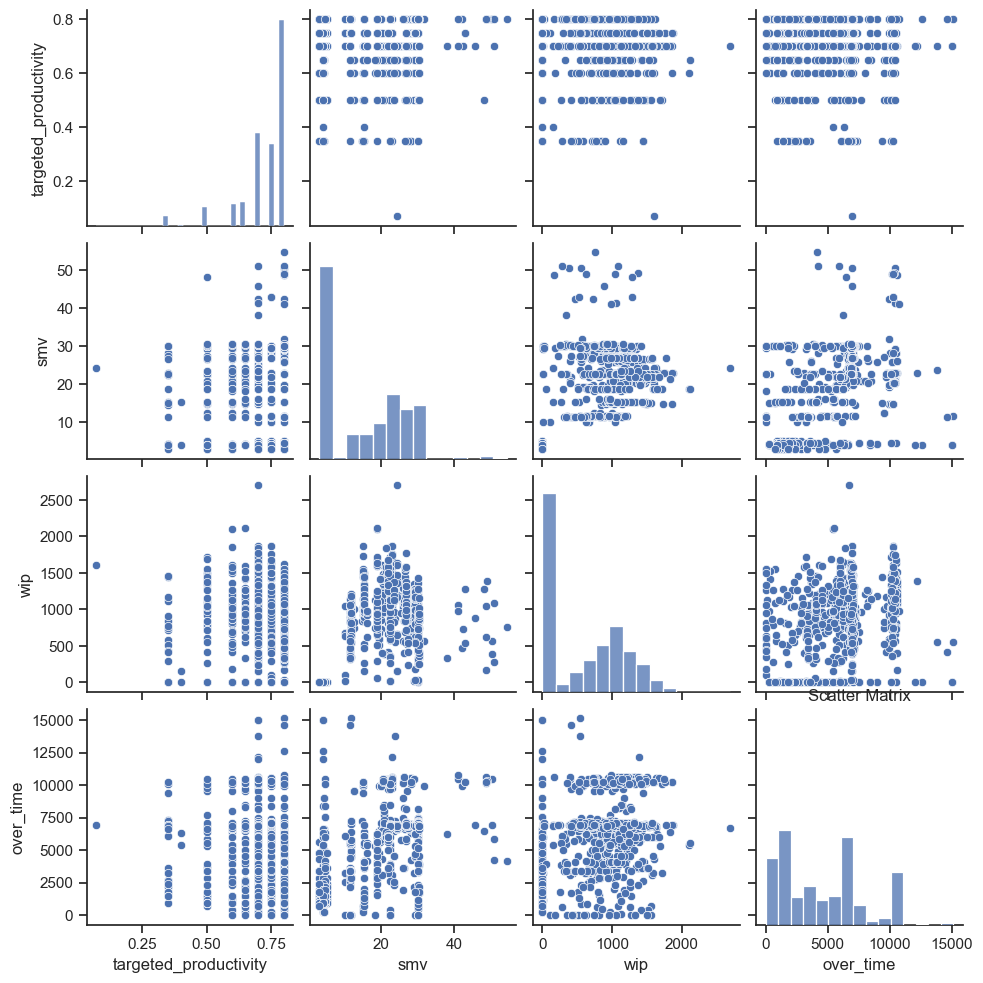 0.8
0.6
0.4
0.2
targeted_productivity
50
40
30
20
10
smv
2500
2000
1500
1000
500
0
wip
Scatter Matrix
15000
12500
10000
7500
5000
2500
0
over_time
0.25 0.50 0.75
20 40
0 1000 2000
0 5000 10000 15000
targeted_productivity
smv
wip
over_time